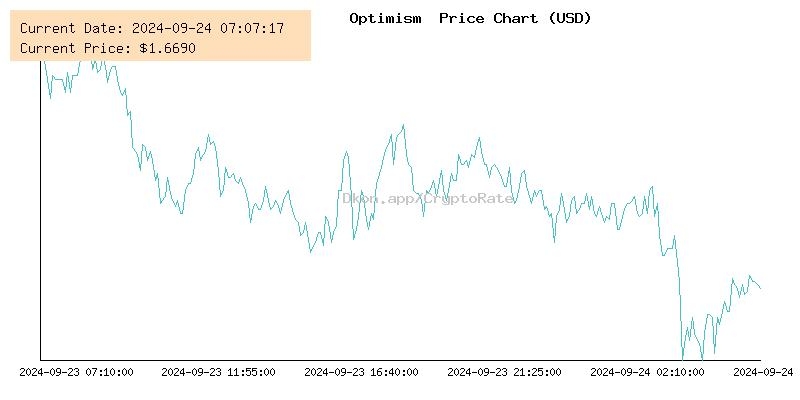 Optimism  Price Chart (USD)
Current Date: 2024-09-24 07:07:17
Current Price: $1.6690
Dkon.app/CryptoRate
2024-09-23 07:10:00 2024-09-23 11:55:00 2024-09-23 16:40:00 2024-09-23 21:25:00 2024-09-24 02:10:00 2024-09-24